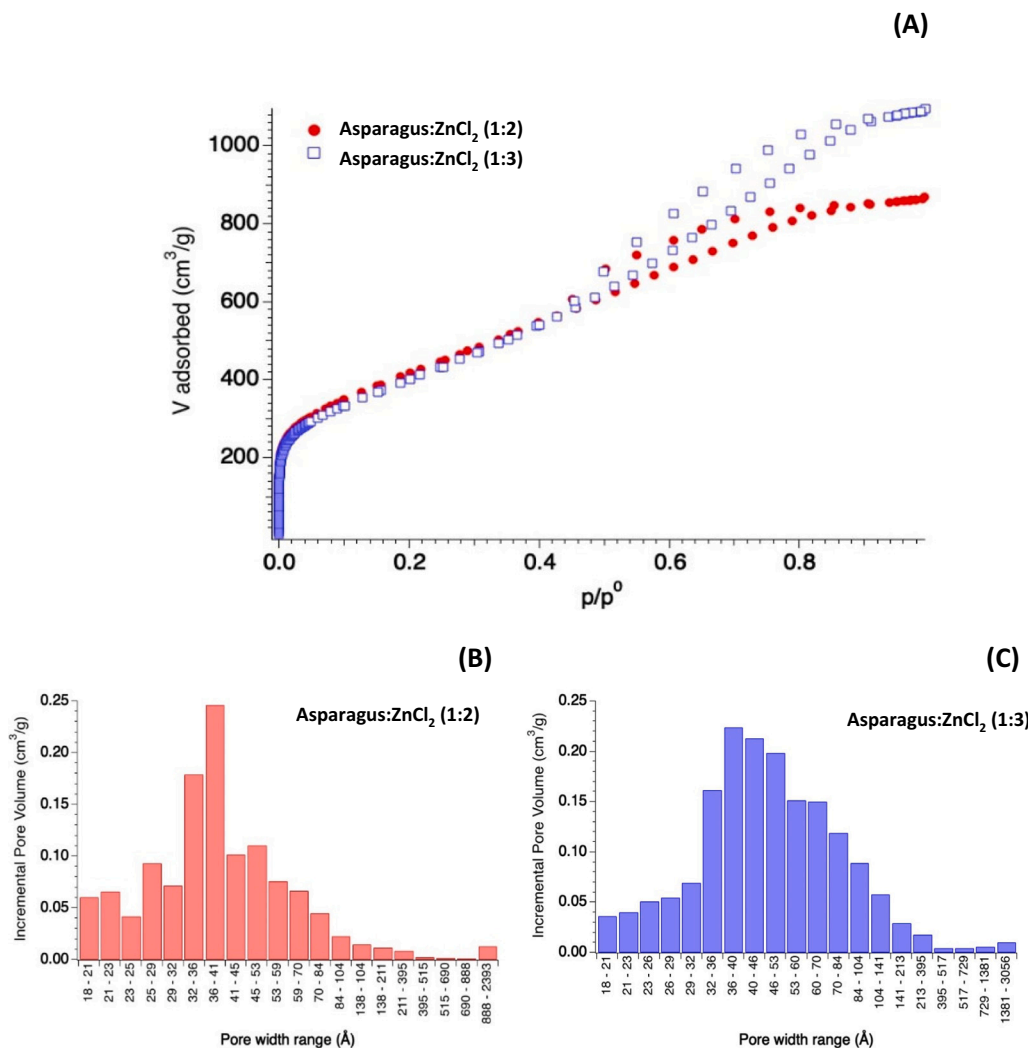 (A)
Asparagus:ZnCl₂ (1:2)
Asparagus:ZnCl₂ (1:3)
V adsorbed (cm³/g)
1000
800
600
400
200
0.0 0.2 0.4 0.6 0.8
p/p⁰
(B)
Asparagus:ZnCl₂ (1:2)
Incremental Pore Volume (cm³/g)
0.25
0.20
0.15
0.10
0.05
0.00
18 - 21
21 - 23
23 - 25
25 - 29
29 - 32
32 - 36
36 - 41
41 - 45
45 - 53
53 - 59
59 - 70
70 - 84
84 - 104
138 - 104
138 - 211
211 - 395
395 - 515
515 - 690
690 - 888
888 - 2393
Pore width range (Å)
(C)
Asparagus:ZnCl₂ (1:3)
Incremental Pore Volume (cm³/g)
0.25
0.20
0.15
0.10
0.05
0.00
18 - 21
21 - 23
23 - 26
26 - 29
29 - 32
32 - 36
36 - 40
40 - 46
46 - 53
53 - 60
60 - 70
70 - 84
84 - 104
104 - 141
141 - 213
213 - 395
395 - 517
517 - 729
729 - 1381
1381 - 3056
Pore width range (Å)